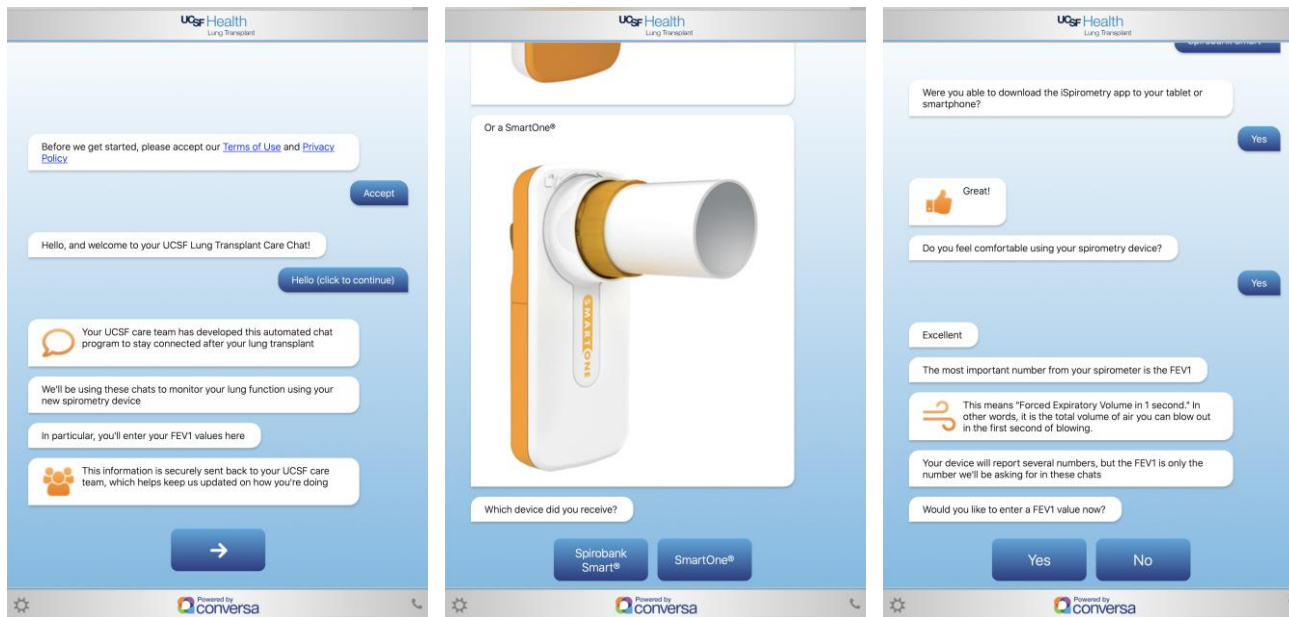 UCSF Health
Lung Transplant
Before we get started, please accept our Terms of Use and Privacy
Policy
Accept
Hello, and welcome to your UCSF Lung Transplant Care Chat!
Hello (click to continue)
Your UCSF care team has developed this automated chat
program to stay connected after your lung transplant
We'll be using these chats to monitor your lung function using your
new spirometry device
In particular, you'll enter your FEV1 values here
This information is securely sent back to your UCSF care
team, which helps keep us updated on how you're doing
Powered by
conversa
UCSF Health
Lung Transplant
Or a SmartOne®
SMARTONE
Which device did you receive?
Spirobank
Smart®
SmartOne®
Powered by
conversa
UCSF Health
Lung Transplant
Were you able to download the iSpirometry app to your tablet or
smartphone?
Yes
Great!
Do you feel comfortable using your spirometry device?
Yes
Excellent
The most important number from your spirometer is the FEV1
This means "Forced Expiratory Volume in 1 second." In
other words, it is the total volume of air you can blow out
in the first second of blowing.
Your device will report several numbers, but the FEV1 is only the
number we'll be asking for in these chats
Would you like to enter a FEV1 value now?
Yes
No
Powered by
conversa